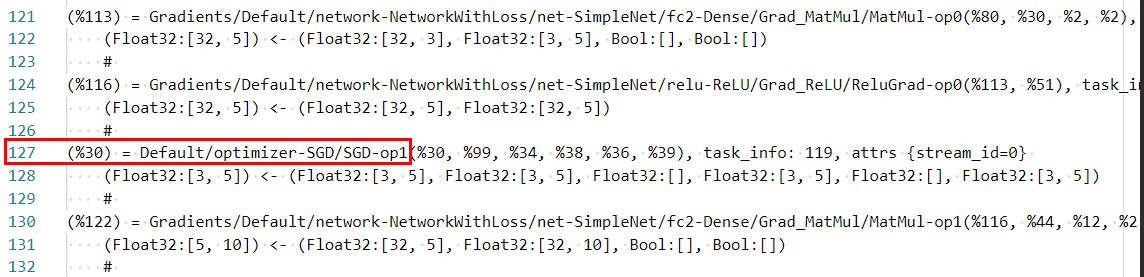 121 (%113) = Gradients/Default/network-NetworkWithLoss/net-SimpleNet/fc2-Dense/Grad_MatMul/MatMul-op0(%80, %30, %2, %2),
122 (Float32:[32, 5]) <- (Float32:[32, 3], Float32:[3, 5], Bool:[], Bool:[])
123 #
124 (%116) = Gradients/Default/network-NetworkWithLoss/net-SimpleNet/relu-ReLU/Grad_ReLU/ReluGrad-op0(%113, %51), task_in
125 (Float32:[32, 5]) <- (Float32:[32, 5], Float32:[32, 5])
126 #
127 (%30) = Default/optimizer-SGD/SGD-op1(%30, %99, %34, %38, %36, %39), task_info: 119, attrs {stream_id=0}
128 (Float32:[3, 5]) <- (Float32:[3, 5], Float32:[3, 5], Float32:[], Float32:[3, 5], Float32:[], Float32:[3, 5])
129 #
130 (%122) = Gradients/Default/network-NetworkWithLoss/net-SimpleNet/fc2-Dense/Grad_MatMul/MatMul-op1(%116, %44, %12, %2
131 (Float32:[5, 10]) <- (Float32:[32, 5], Float32:[32, 10], Bool:[], Bool:[])
132 #